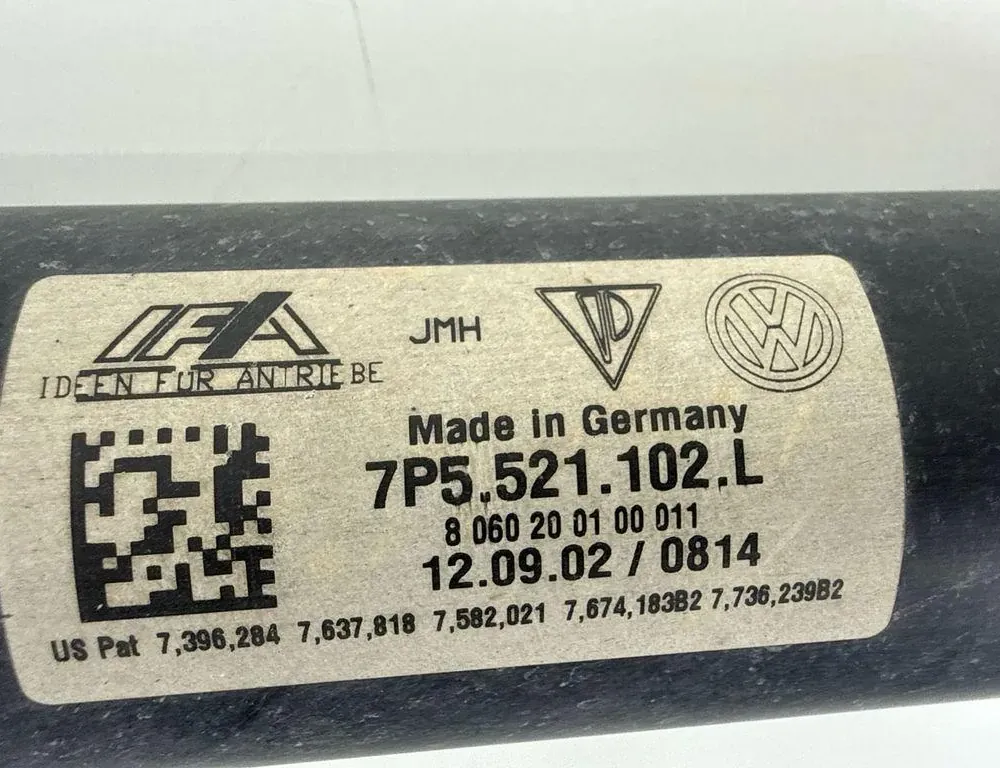 IFA
IDEEN FÜR ANTRIEBE
JMH
VW
Made in Germany
7P5.521.102.L
8 060 20 01 00 011
12.09.02 / 0814
US Pat 7,396,284 7,637,818 7,582,021 7,674,183B2 7,736,239B2